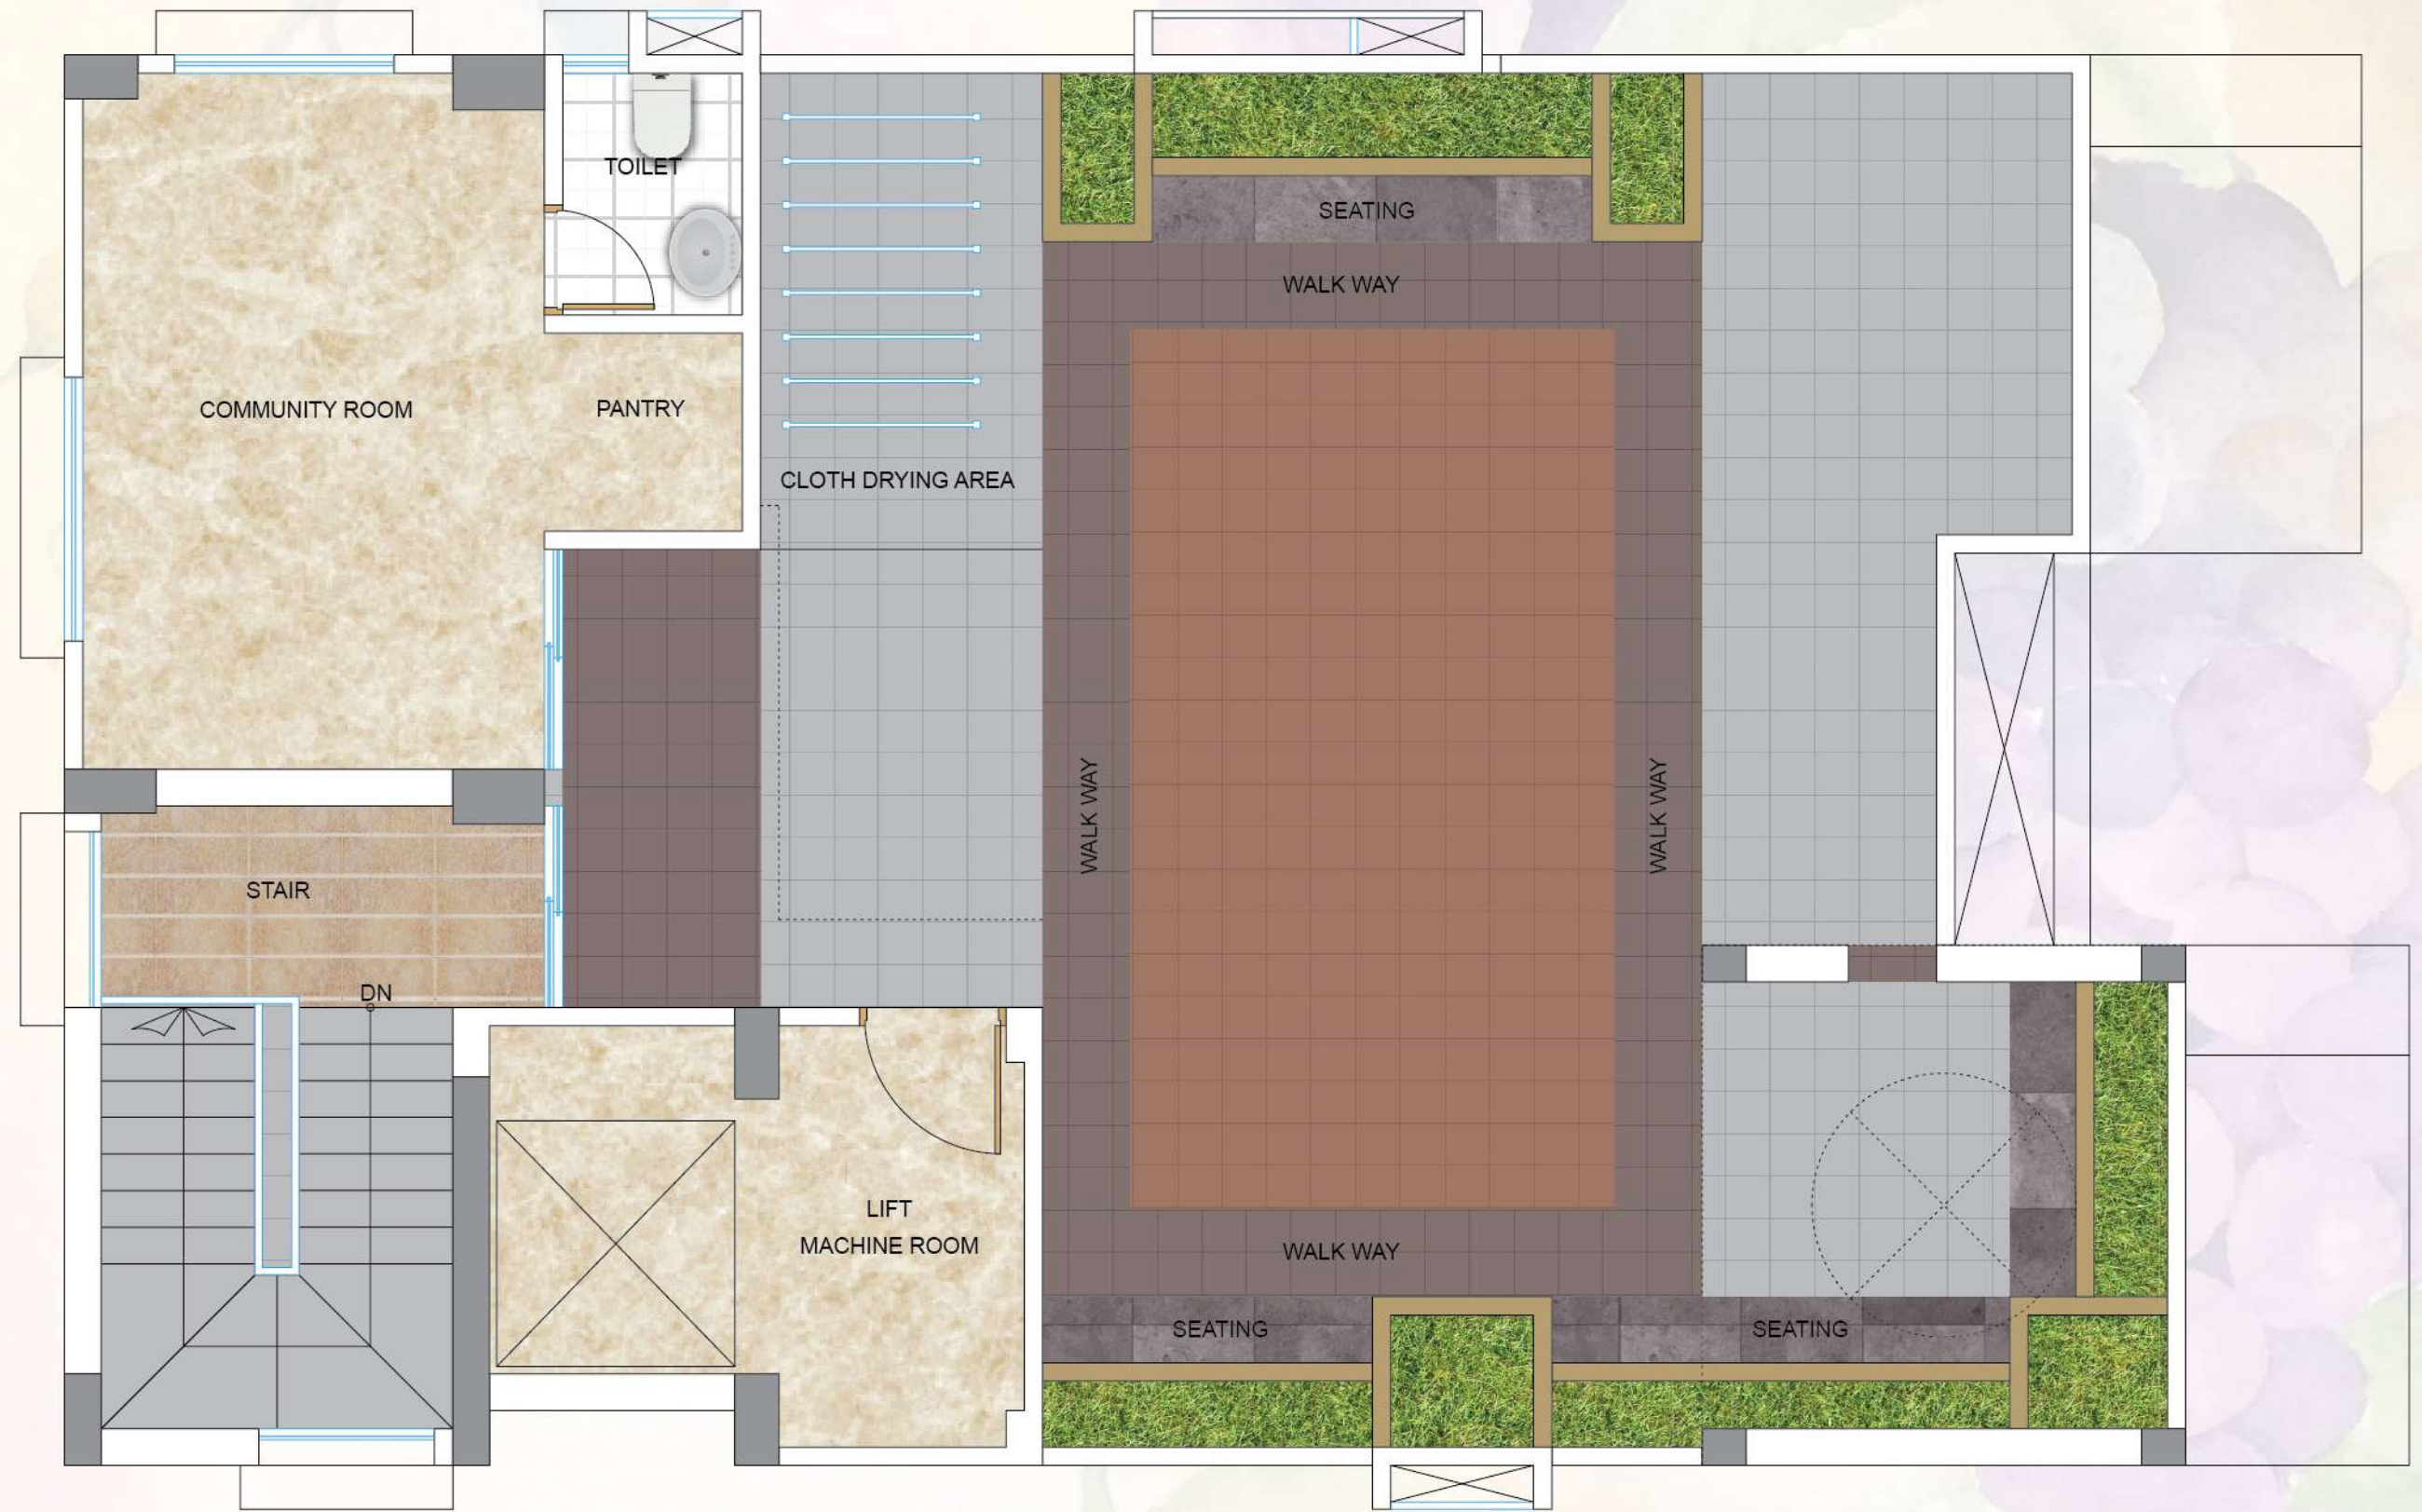 TOILET
SEATING
WALK WAY
COMMUNITY ROOM
PANTRY
CLOTH DRYING AREA
WALK WAY
WALK WAY
STAIR
DN
LIFT
MACHINE ROOM
WALK WAY
SEATING
SEATING